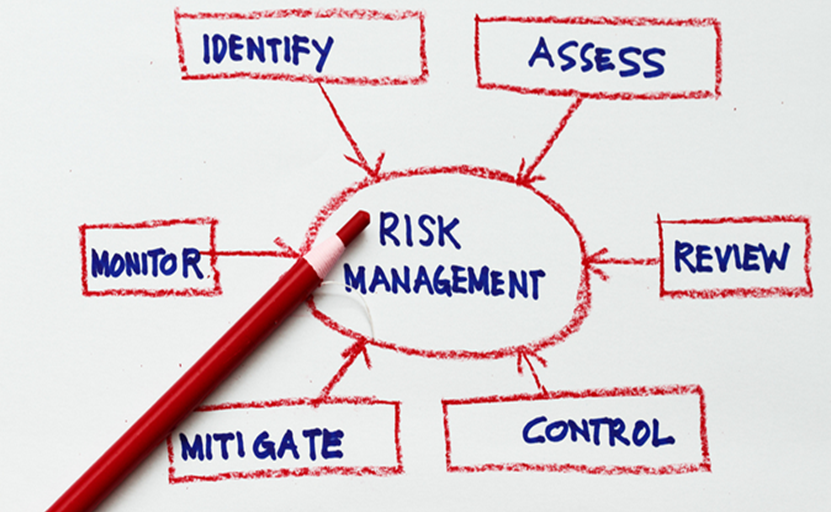 IDENTIFY
ASSESS
RISK
MANAGEMENT
MONITOR
REVIEW
MITIGATE
CONTROL